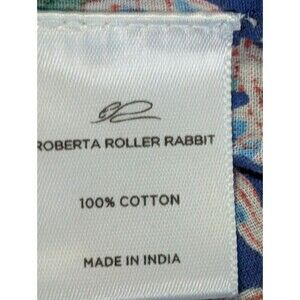 ROBERTA ROLLER RABBIT
100% COTTON
MADE IN INDIA